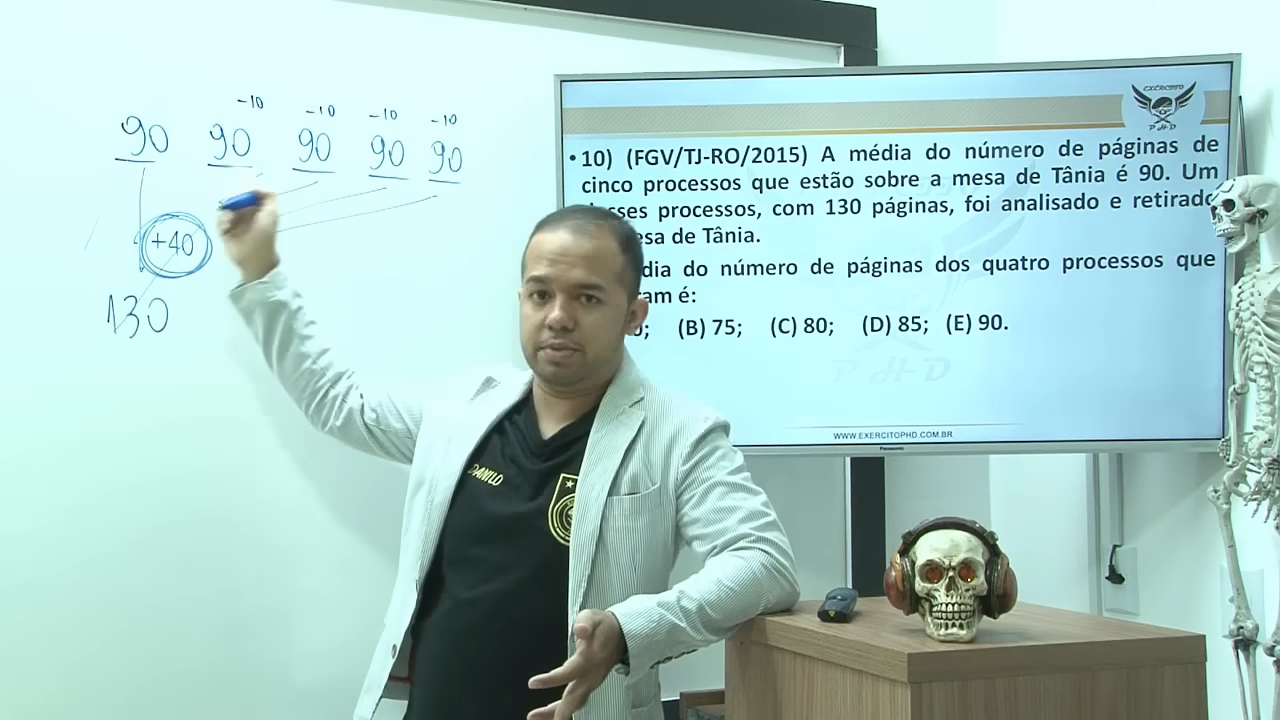 -10 -10 -10 -10
90 90 90 90 90
+40
130
EXÉRCITO
PHD
• 10) (FGV/TJ-RO/2015) A média do número de páginas de
cinco processos que estão sobre a mesa de Tânia é 90. Um
processos, com 130 páginas, foi analisado e retirado
de Tânia.
do número de páginas dos quatro processos que
é:
(B) 75; (C) 80; (D) 85; (E) 90.
PHD
WWW.EXERCITOPHD.COM.BR
Panasonic
DANILO